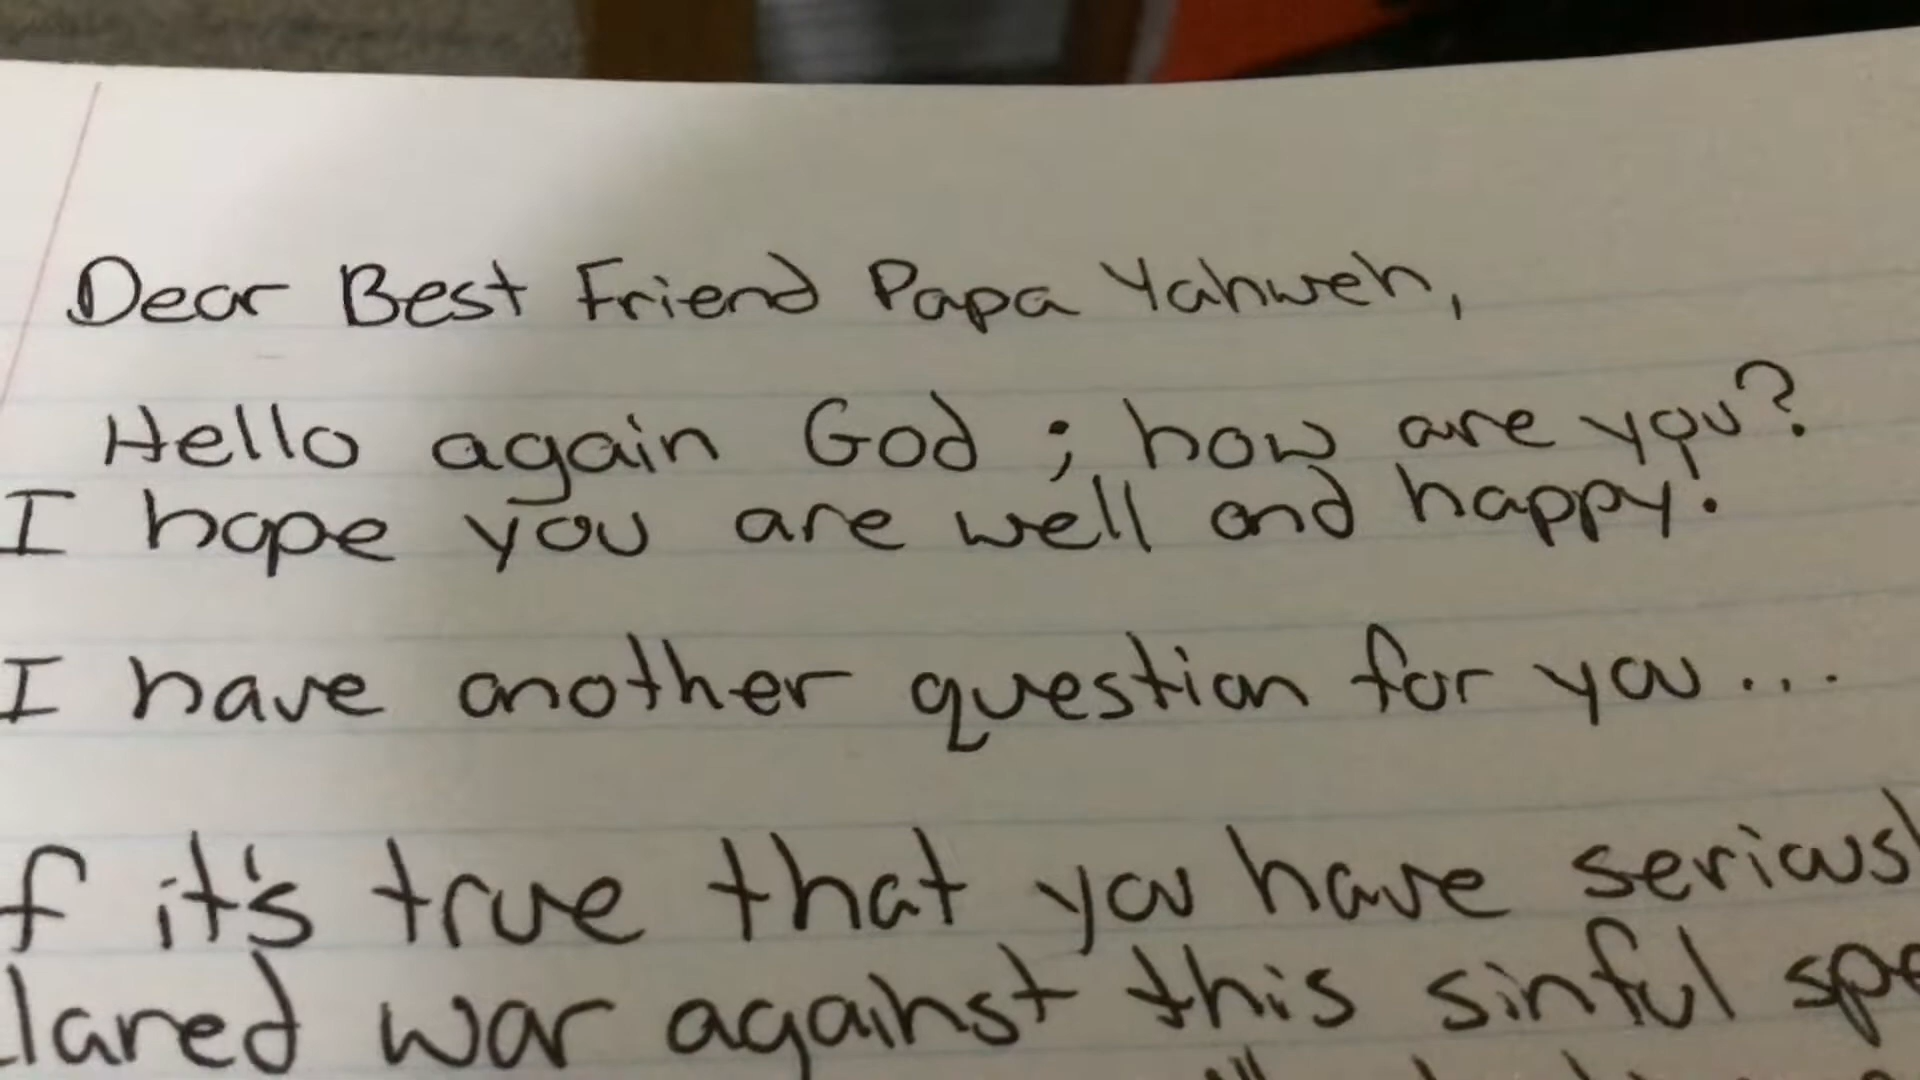 Dear Best Friend Papa Yahweh,
Hello again God ; how are you?
I hope you are well and happy.
I have another question for you...
f it's true that you have serious
lared war against this sinful spe